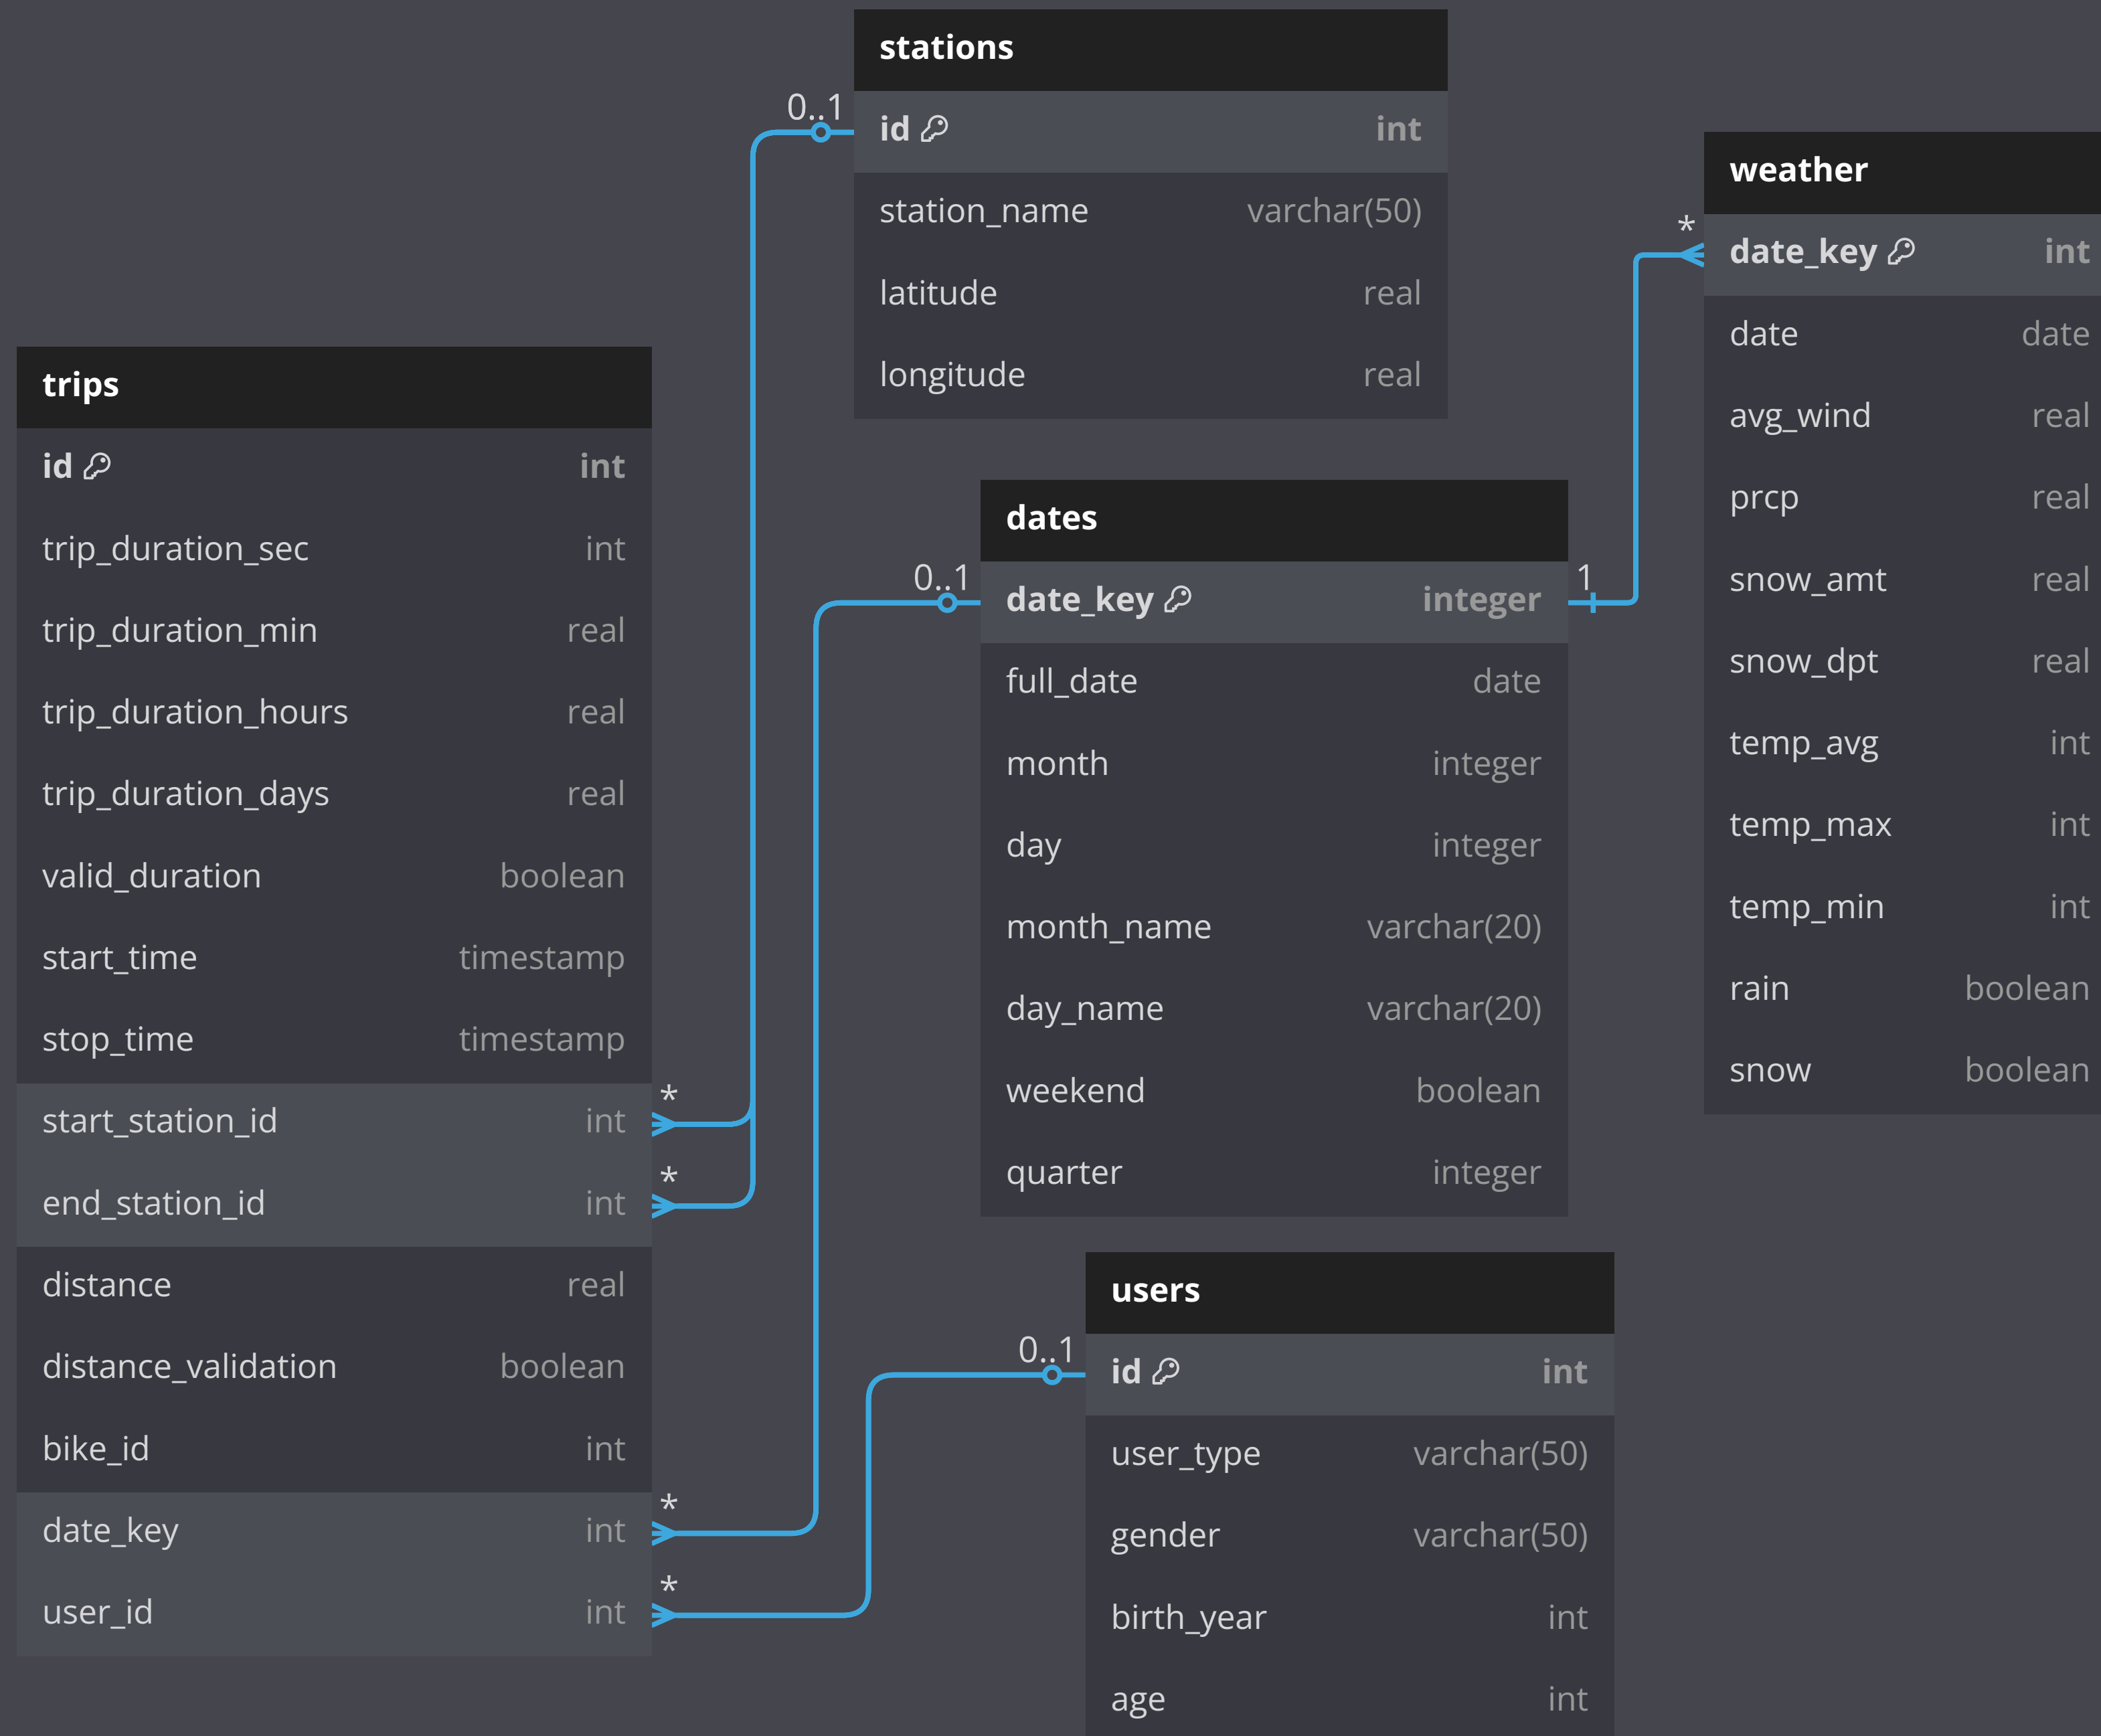 stations
0..1
id int
station_name varchar(50)
latitude real
longitude real
weather
*
date_key int
date date
avg_wind real
prcp real
snow_amt real
snow_dpt real
temp_avg int
temp_max int
temp_min int
rain boolean
snow boolean
trips
id int
trip_duration_sec int
trip_duration_min real
trip_duration_hours real
trip_duration_days real
valid_duration boolean
start_time timestamp
stop_time timestamp
*
start_station_id int
*
end_station_id int
distance real
distance_validation boolean
bike_id int
*
date_key int
*
user_id int
dates
0..1
1
date_key integer
full_date date
month integer
day integer
month_name varchar(20)
day_name varchar(20)
weekend boolean
quarter integer
users
0..1
id int
user_type varchar(50)
gender varchar(50)
birth_year int
age int